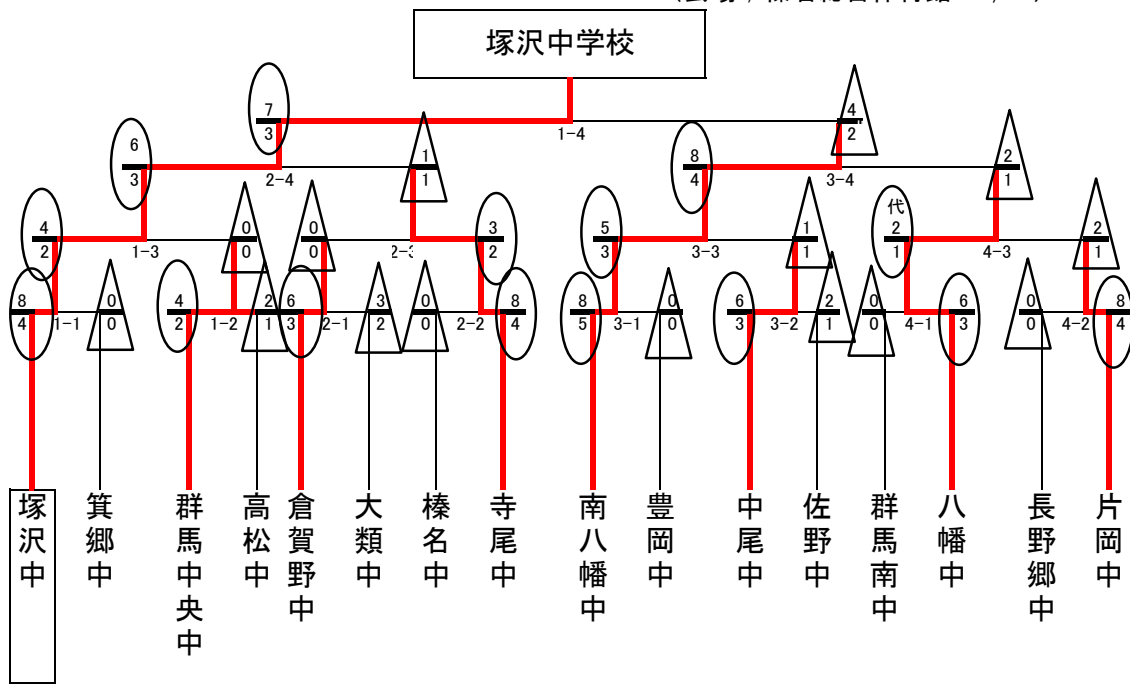 塚沢中学校
7 4
3 1-4 2
6 1 8 2
3 2-4 1 4 3-4 1
代
4 0 0 3 5 1 2 2
2 1-3 0 0 2-3 2 3 3-3 1 1 4-3 1
8 0 4 2 6 3 0 8 8 0 6 2 0 6 0 8
4 1-1 0 2 1-2 1 3 2-1 2 0 2-2 4 5 3-1 0 3 3-2 1 0 4-1 3 0 4-2 4
塚沢中
箕郷中
群馬中央中
高松中
倉賀野中
大類中
榛名中
寺尾中
南八幡中
豊岡中
中尾中
佐野中
群馬南中
八幡中
長野郷中
片岡中